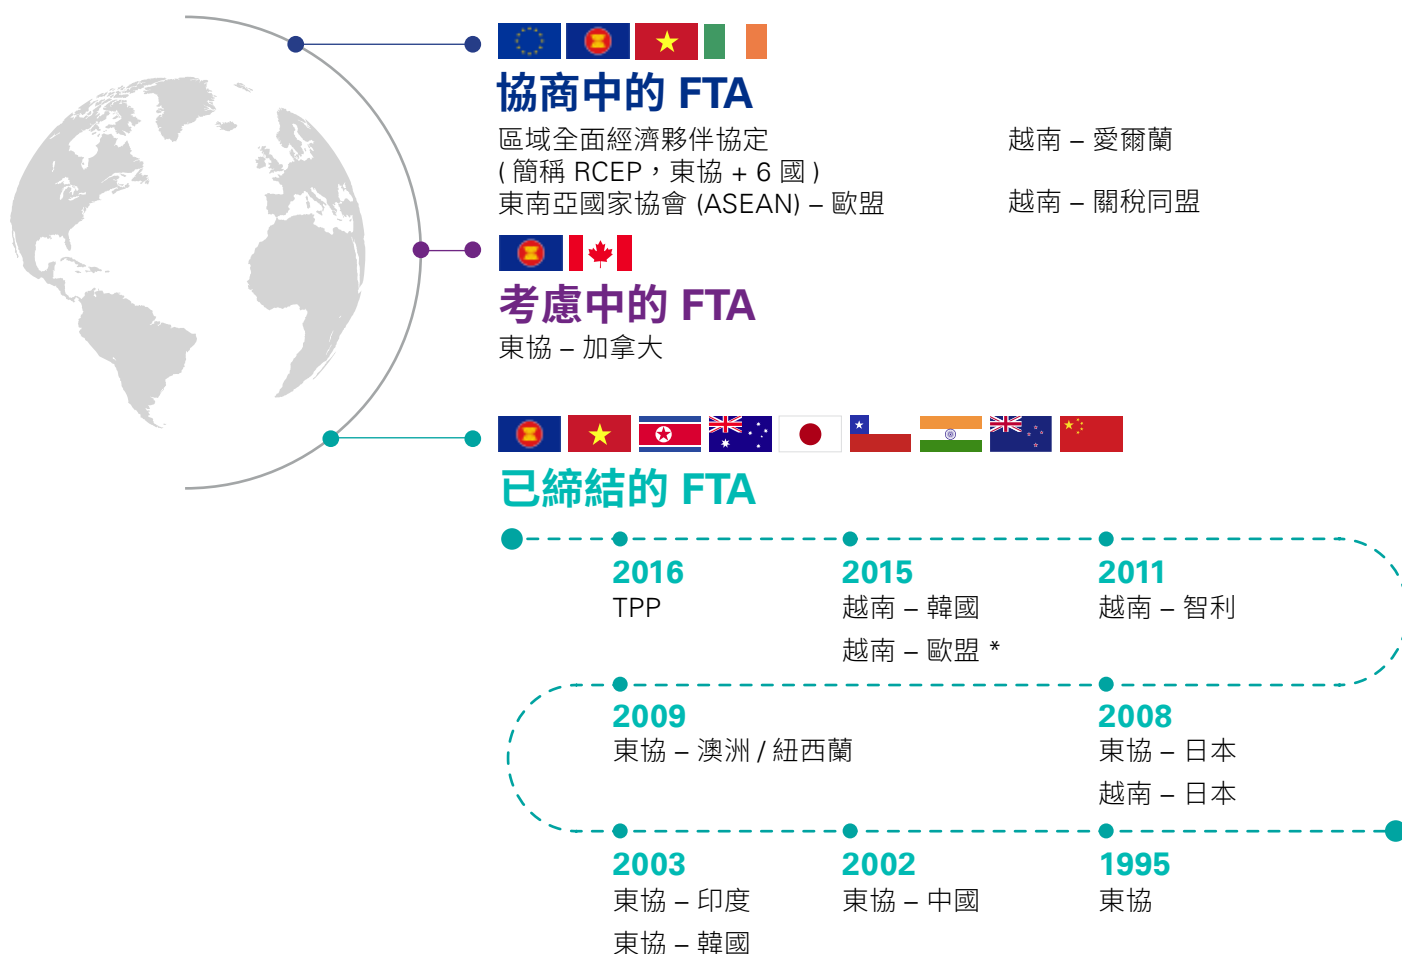 協商中的 FTA
區域全面經濟夥伴協定
( 簡稱 RCEP，東協 + 6 國 )
東南亞國家協會 (ASEAN) – 歐盟
越南 – 愛爾蘭
越南 – 關稅同盟
考慮中的 FTA
東協 – 加拿大
已締結的 FTA
2016
TPP
2015
越南 – 韓國
越南 – 歐盟 *
2011
越南 – 智利
2009
東協 – 澳洲 / 紐西蘭
2008
東協 – 日本
越南 – 日本
2003
東協 – 印度
東協 – 韓國
2002
東協 – 中國
1995
東協